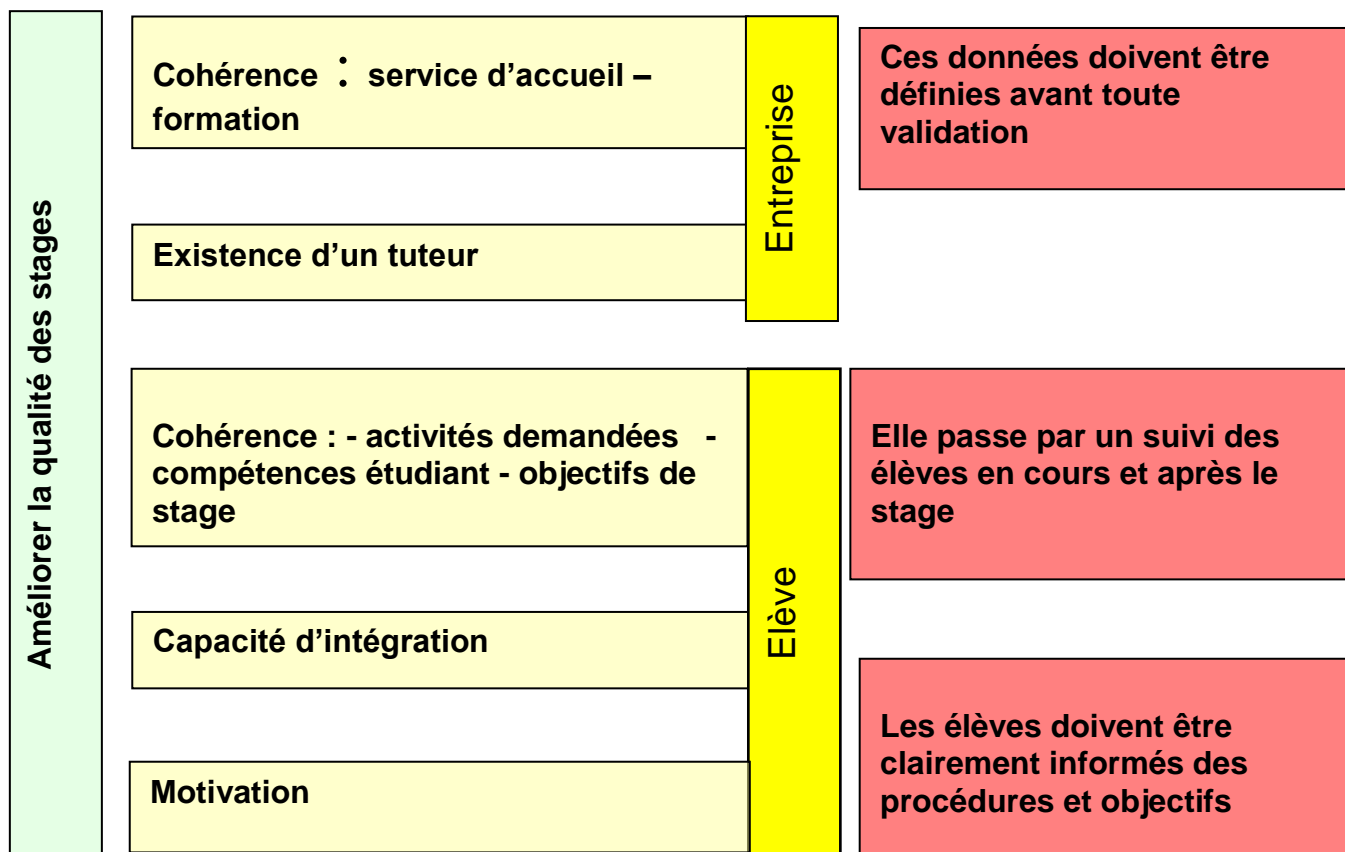 Améliorer la qualité des stages
Cohérence : service d’accueil –
formation
Existence d’un tuteur
Entreprise
Ces données doivent être
définies avant toute
validation
Cohérence : - activités demandées -
compétences étudiant - objectifs de
stage
Capacité d’intégration
Motivation
Elève
Elle passe par un suivi des
élèves en cours et après le
stage
Les élèves doivent être
clairement informés des
procédures et objectifs